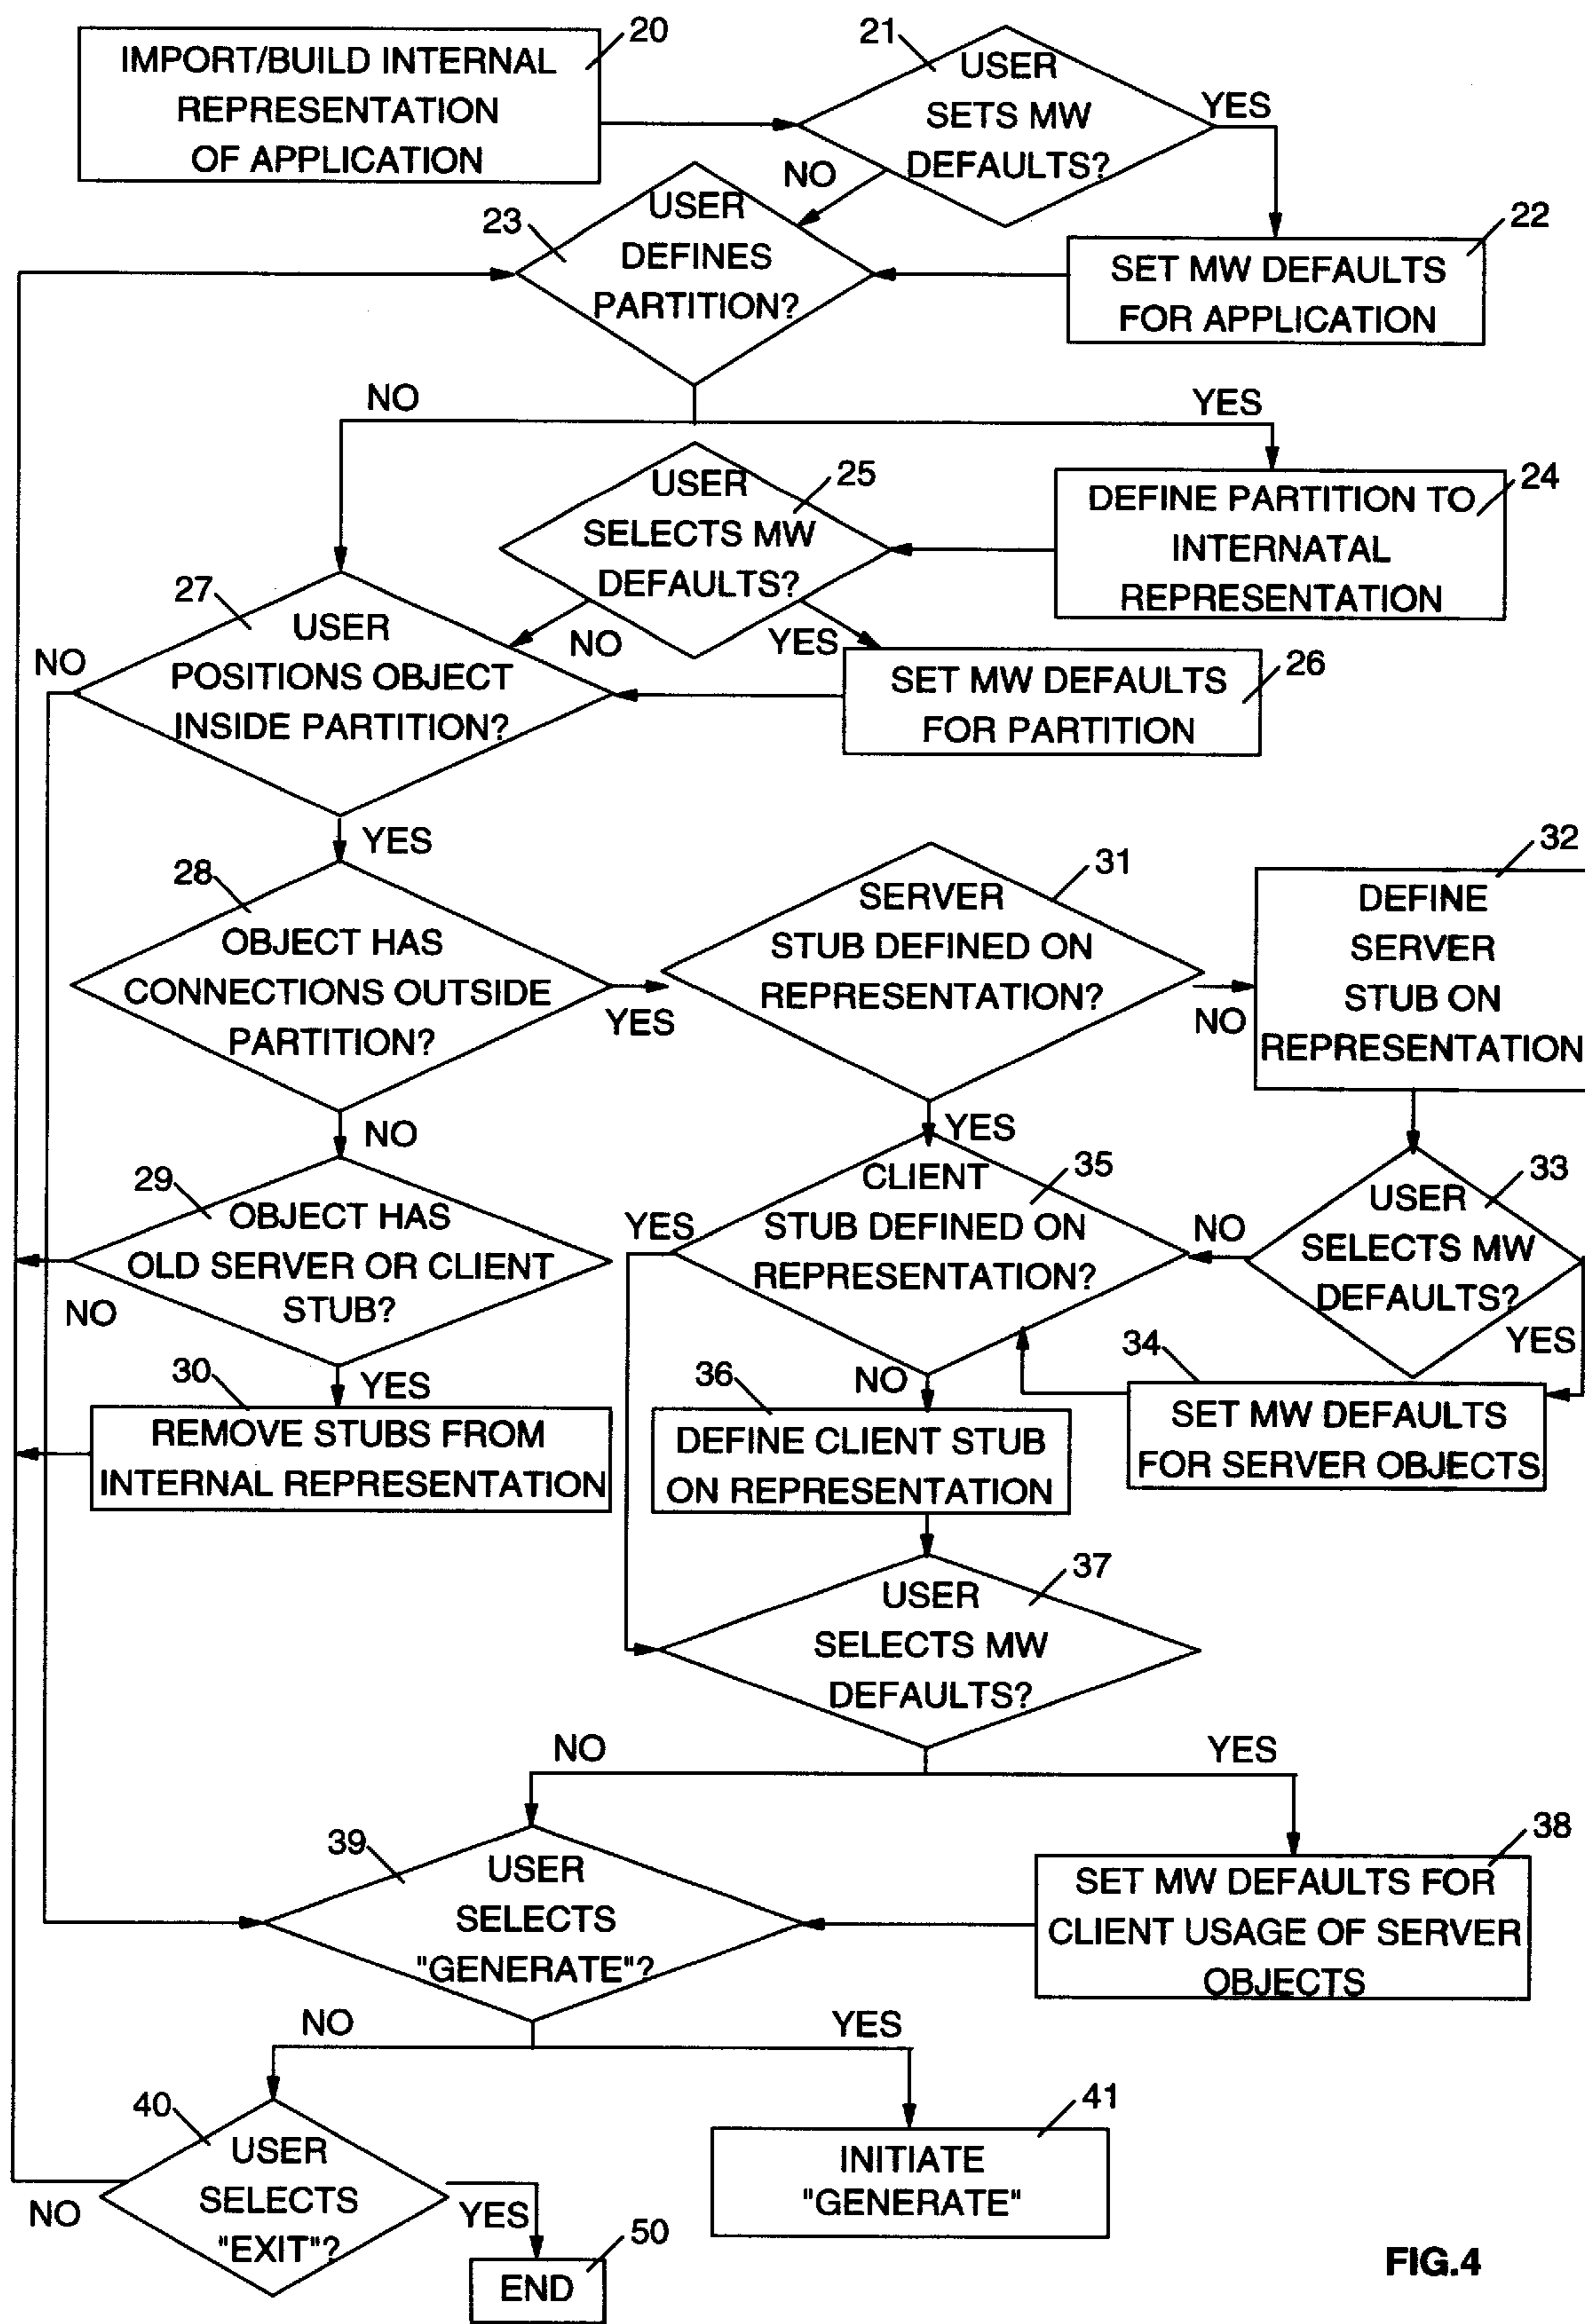 20
IMPORT/BUILD INTERNAL
REPRESENTATION
OF APPLICATION
21
USER
SETS MW
DEFAULTS?
YES
NO
22
SET MW DEFAULTS
FOR APPLICATION
23
USER
DEFINES
PARTITION?
NO
YES
24
DEFINE PARTITION TO
INTERNATAL
REPRESENTATION
25
USER
SELECTS MW
DEFAULTS?
NO
YES
26
SET MW DEFAULTS
FOR PARTITION
27
USER
POSITIONS OBJECT
INSIDE PARTITION?
NO
YES
28
OBJECT HAS
CONNECTIONS OUTSIDE
PARTITION?
YES
NO
31
SERVER
STUB DEFINED ON
REPRESENTATION?
NO
YES
32
DEFINE
SERVER
STUB ON
REPRESENTATION
33
USER
SELECTS MW
DEFAULTS?
NO
YES
34
SET MW DEFAULTS
FOR SERVER OBJECTS
29
OBJECT HAS
OLD SERVER OR CLIENT
STUB?
NO
YES
30
REMOVE STUBS FROM
INTERNAL REPRESENTATION
35
CLIENT
STUB DEFINED ON
REPRESENTATION?
YES
NO
36
DEFINE CLIENT STUB
ON REPRESENTATION
37
USER
SELECTS MW
DEFAULTS?
NO
YES
38
SET MW DEFAULTS FOR
CLIENT USAGE OF SERVER
OBJECTS
39
USER
SELECTS
"GENERATE"?
NO
YES
40
USER
SELECTS
"EXIT"?
NO
YES
41
INITIATE
"GENERATE"
50
END
FIG.4